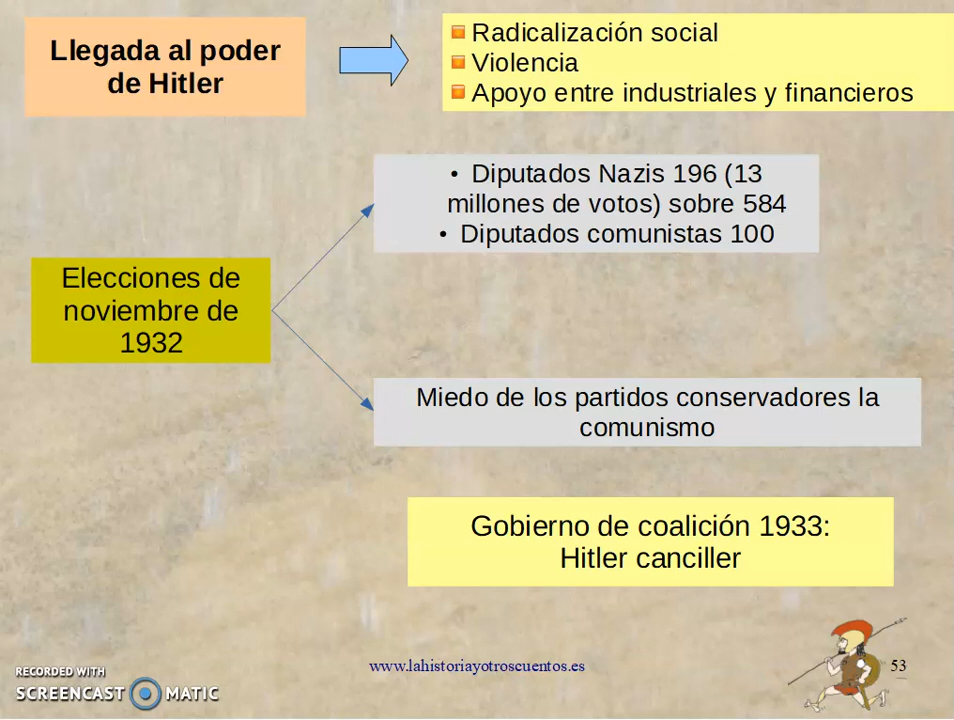 Llegada al poder
de Hitler
Radicalización social
Violencia
Apoyo entre industriales y financieros
• Diputados Nazis 196 (13
millones de votos) sobre 584
• Diputados comunistas 100
Elecciones de
noviembre de
1932
Miedo de los partidos conservadores la
comunismo
Gobierno de coalición 1933:
Hitler canciller
RECORDED WITH
SCREENCAST MATIC
www.lahistoriayotroscuentos.es
53